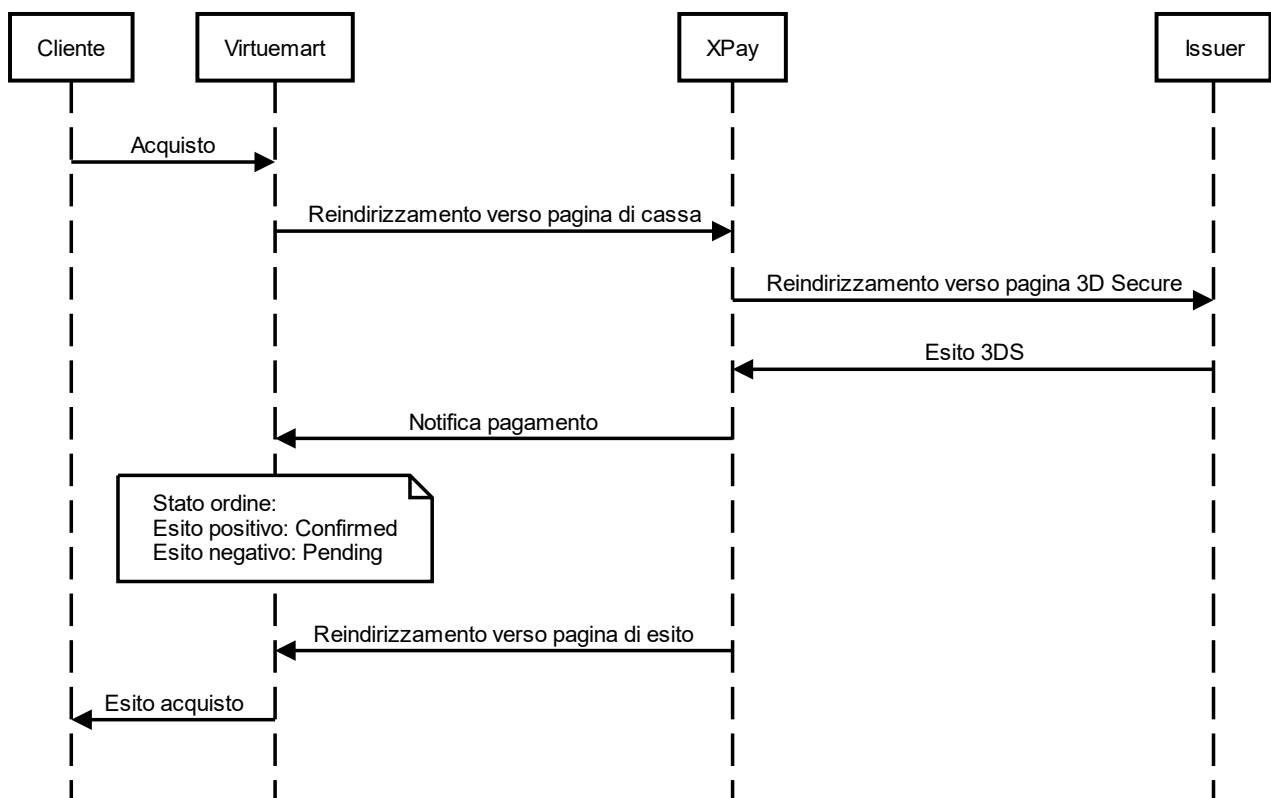 Cliente
Virtuemart
XPay
Issuer
Acquisto
Reindirizzamento verso pagina di cassa
Reindirizzamento verso pagina 3D Secure
Esito 3DS
Notifica pagamento
Stato ordine:
Esito positivo: Confirmed
Esito negativo: Pending
Reindirizzamento verso pagina di esito
Esito acquisto